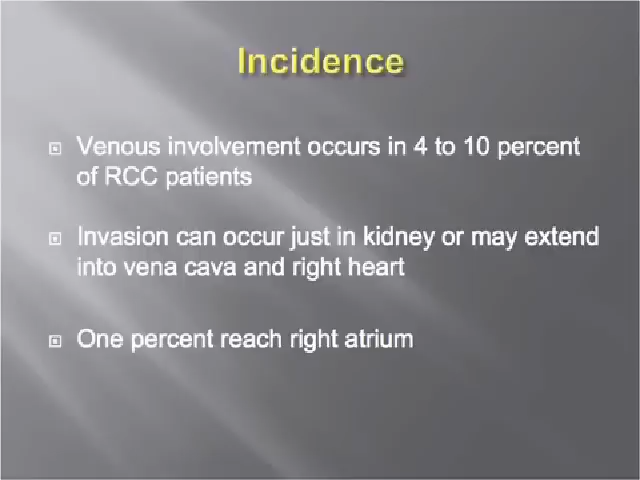 Incidence
Venous involvement occurs in 4 to 10 percent
of RCC patients
Invasion can occur just in kidney or may extend
into vena cava and right heart
One percent reach right atrium